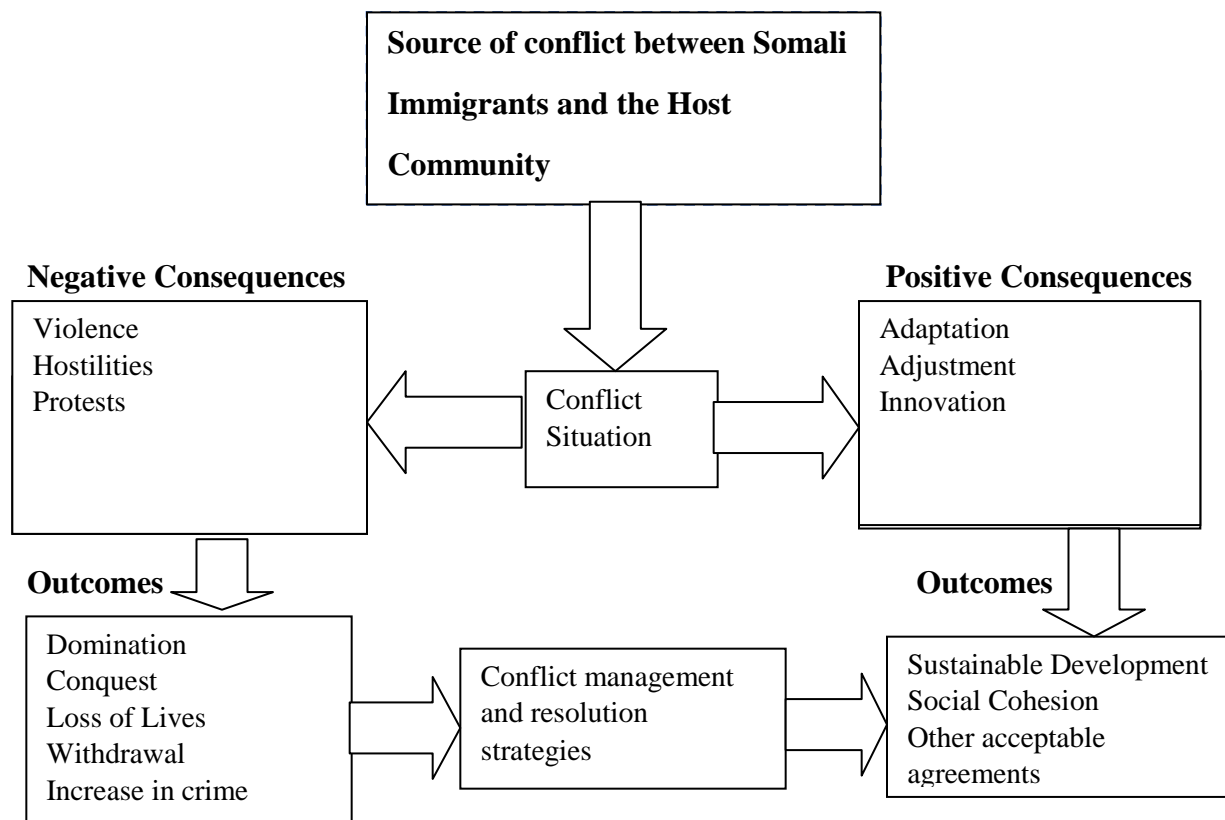 Source of conflict between Somali
Immigrants and the Host
Community
Negative Consequences
Positive Consequences
Violence
Hostilities
Protests
Conflict
Situation
Adaptation
Adjustment
Innovation
Outcomes
Outcomes
Domination
Conquest
Loss of Lives
Withdrawal
Increase in crime
Conflict management
and resolution
strategies
Sustainable Development
Social Cohesion
Other acceptable
agreements